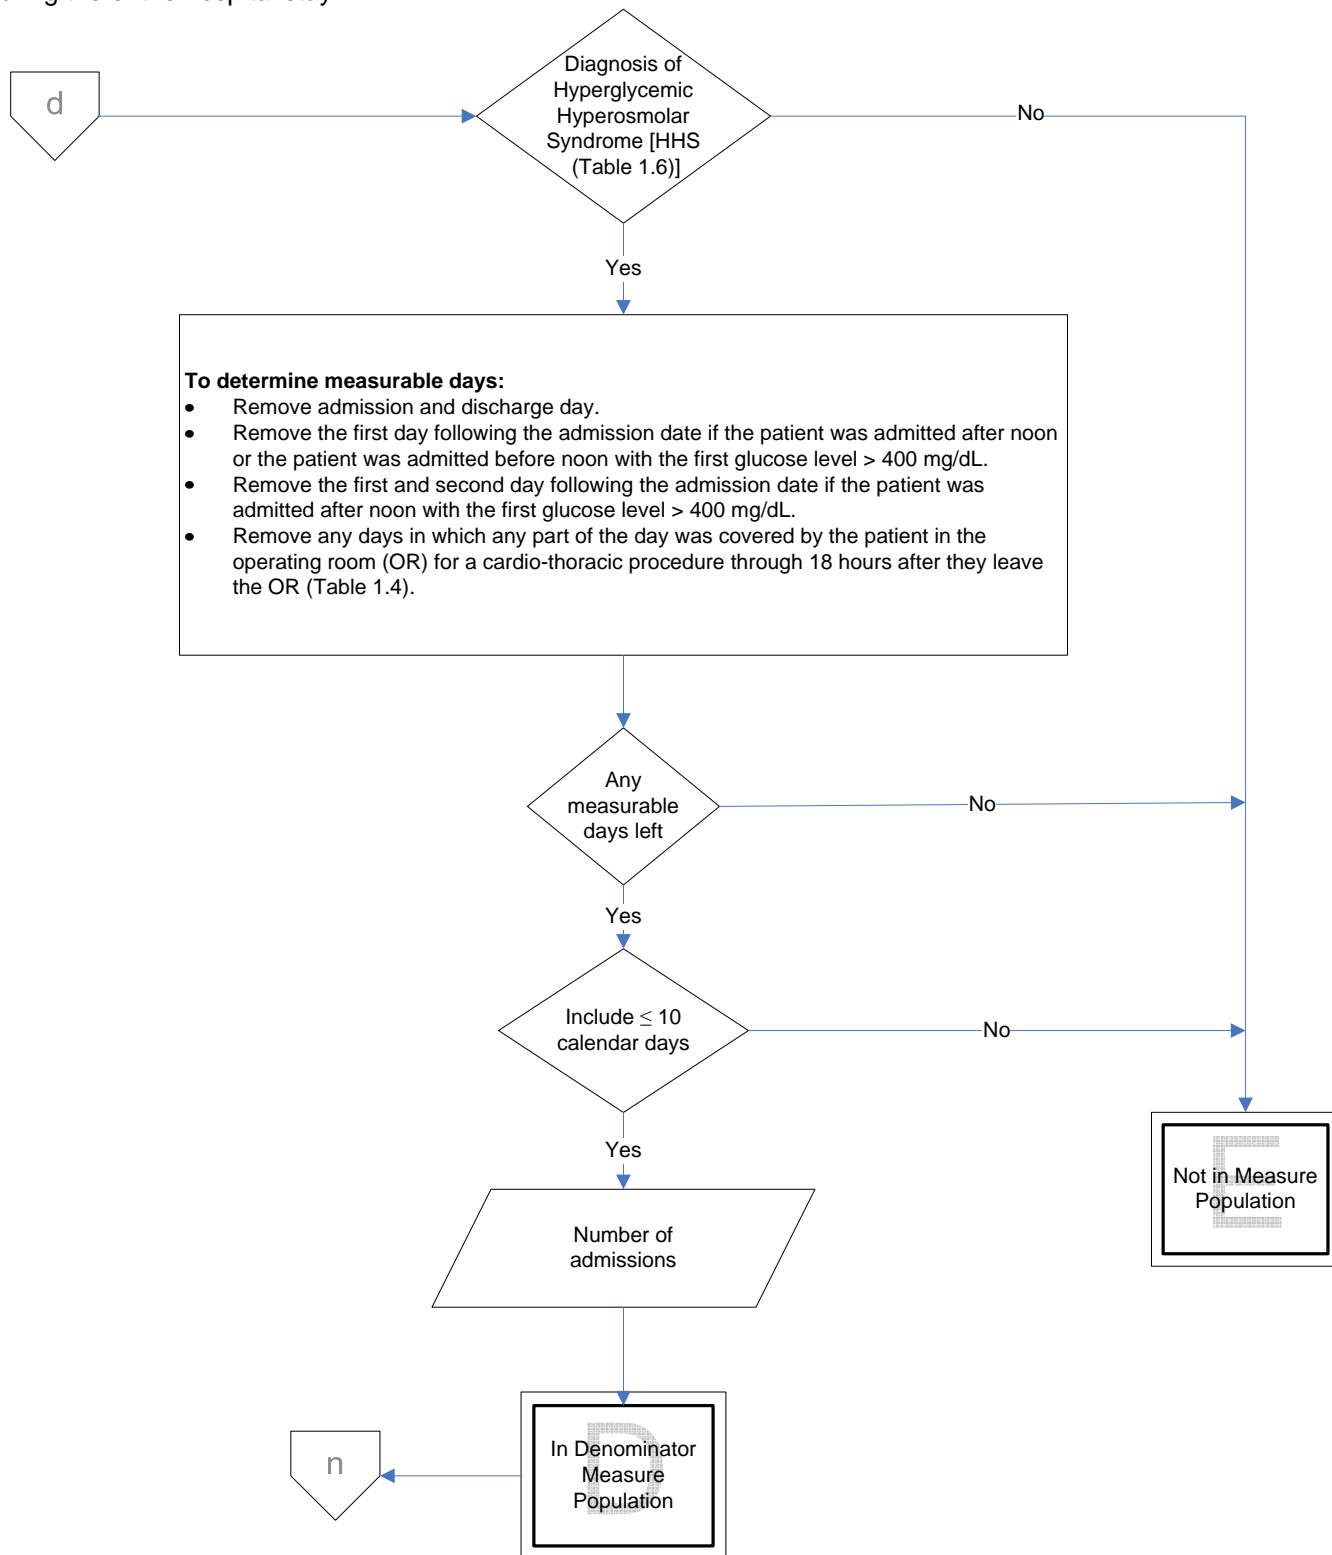 d
Diagnosis of
Hyperglycemic
Hyperosmolar
Syndrome [HHS
(Table 1.6)]
No
Yes
To determine measurable days:
• Remove admission and discharge day.
• Remove the first day following the admission date if the patient was admitted after noon
or the patient was admitted before noon with the first glucose level > 400 mg/dL.
• Remove the first and second day following the admission date if the patient was
admitted after noon with the first glucose level > 400 mg/dL.
• Remove any days in which any part of the day was covered by the patient in the
operating room (OR) for a cardio-thoracic procedure through 18 hours after they leave
the OR (Table 1.4).
Any
measurable
days left
No
Yes
Include ≤ 10
calendar days
No
Yes
E
Not in Measure
Population
Number of
admissions
D
In Denominator
Measure
Population
n